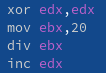 xor edx,edx
mov ebx,20
div ebx
inc edx